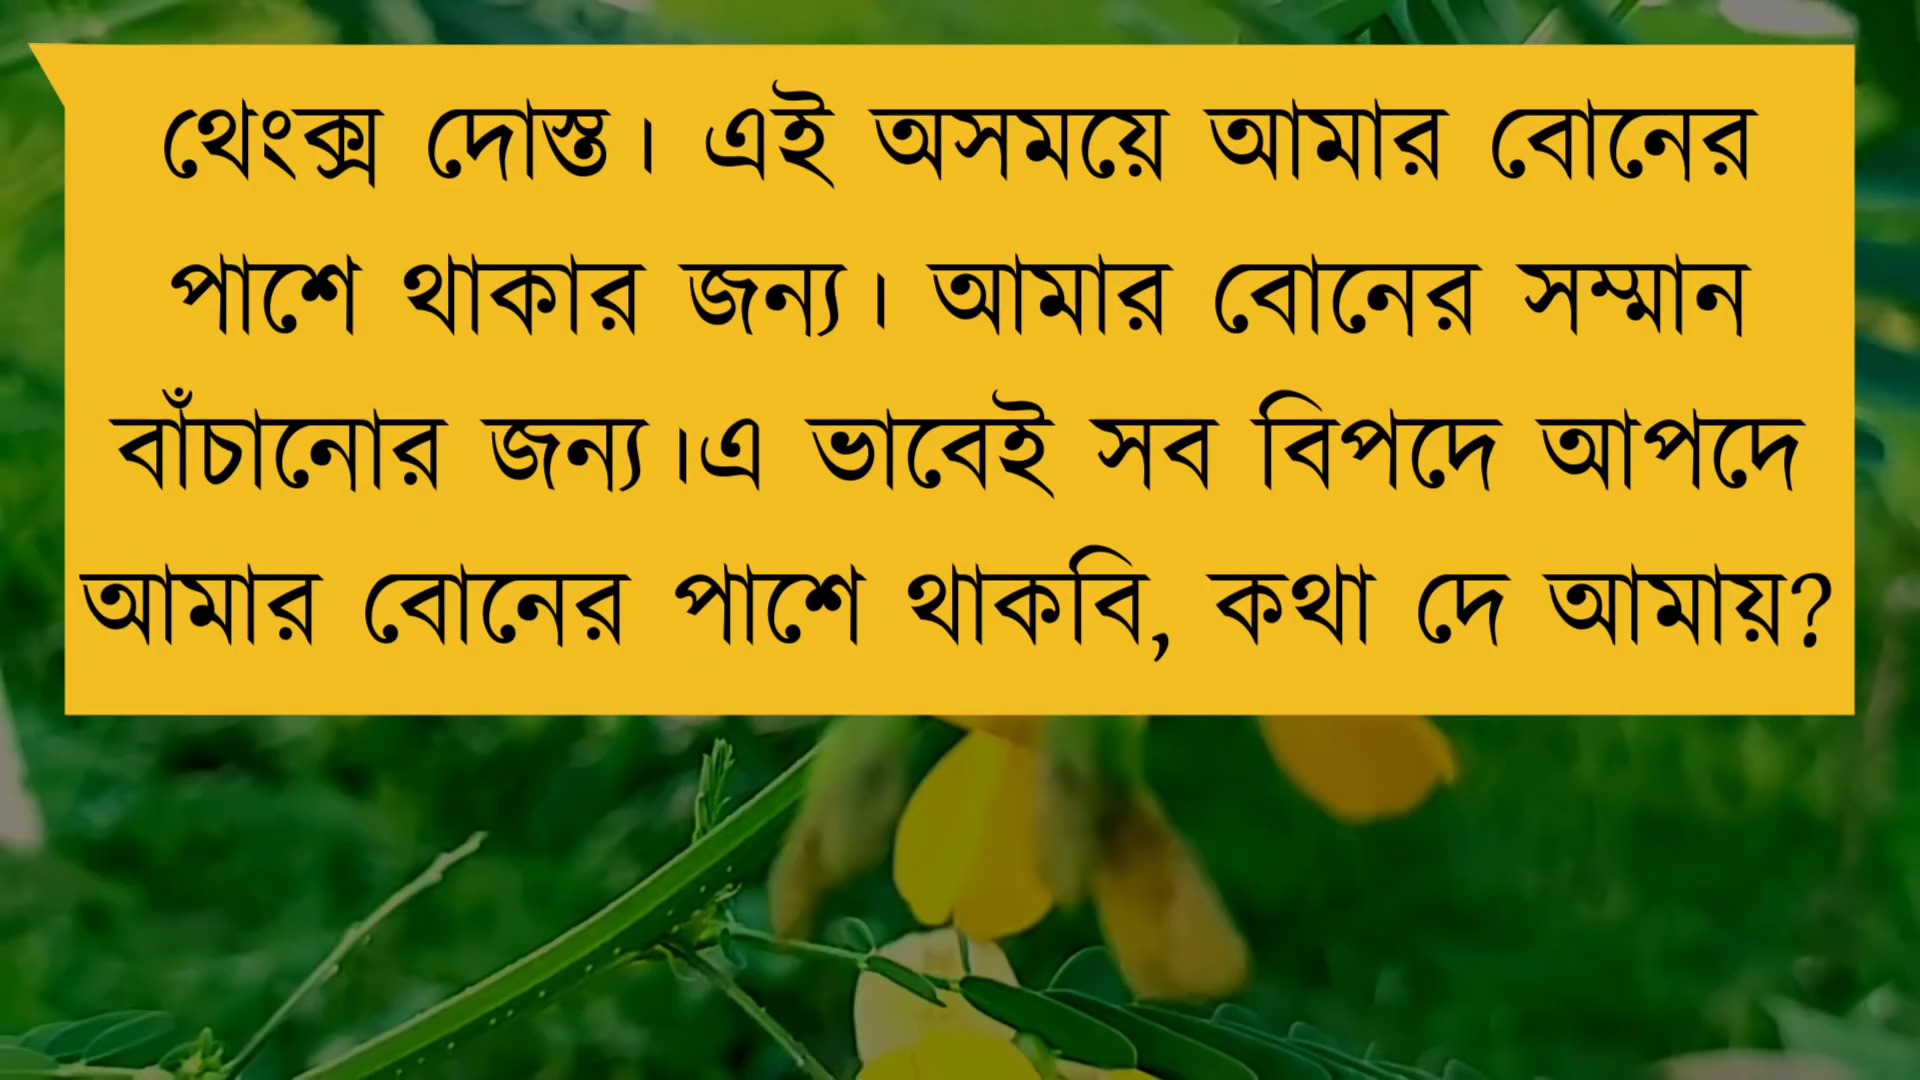 থেংক্স দোস্ত। এই অসময়ে আমার বোনের
পাশে থাকার জন্য। আমার বোনের সম্মান
বাঁচানোর জন্য।এ ভাবেই সব বিপদে আপদে
আমার বোনের পাশে থাকবি, কথা দে আমায়?